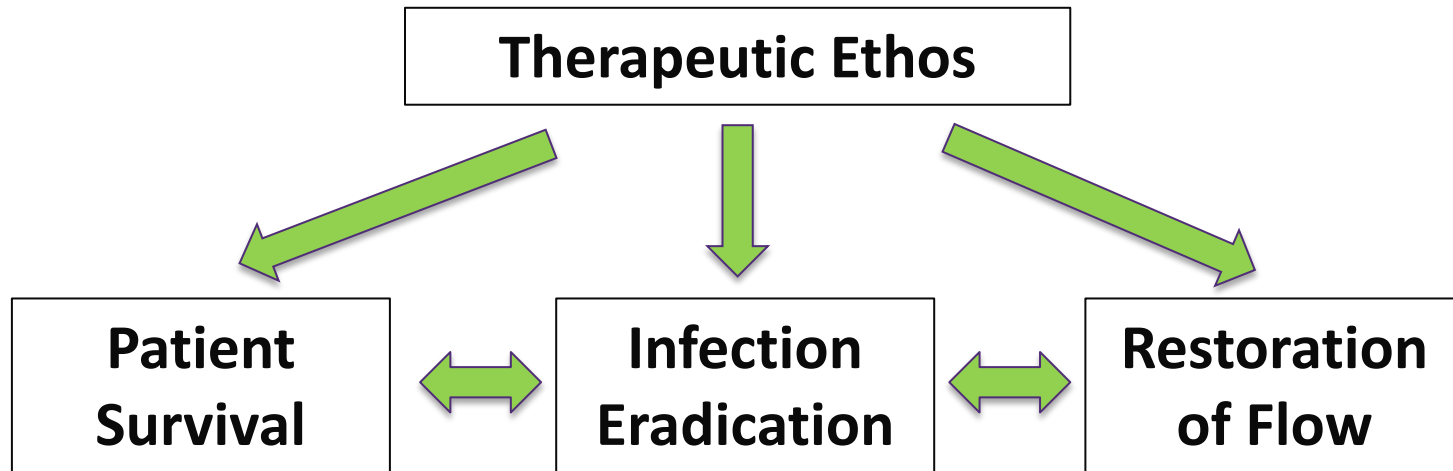 Therapeutic Ethos
Patient
Survival
Infection
Eradication
Restoration
of Flow